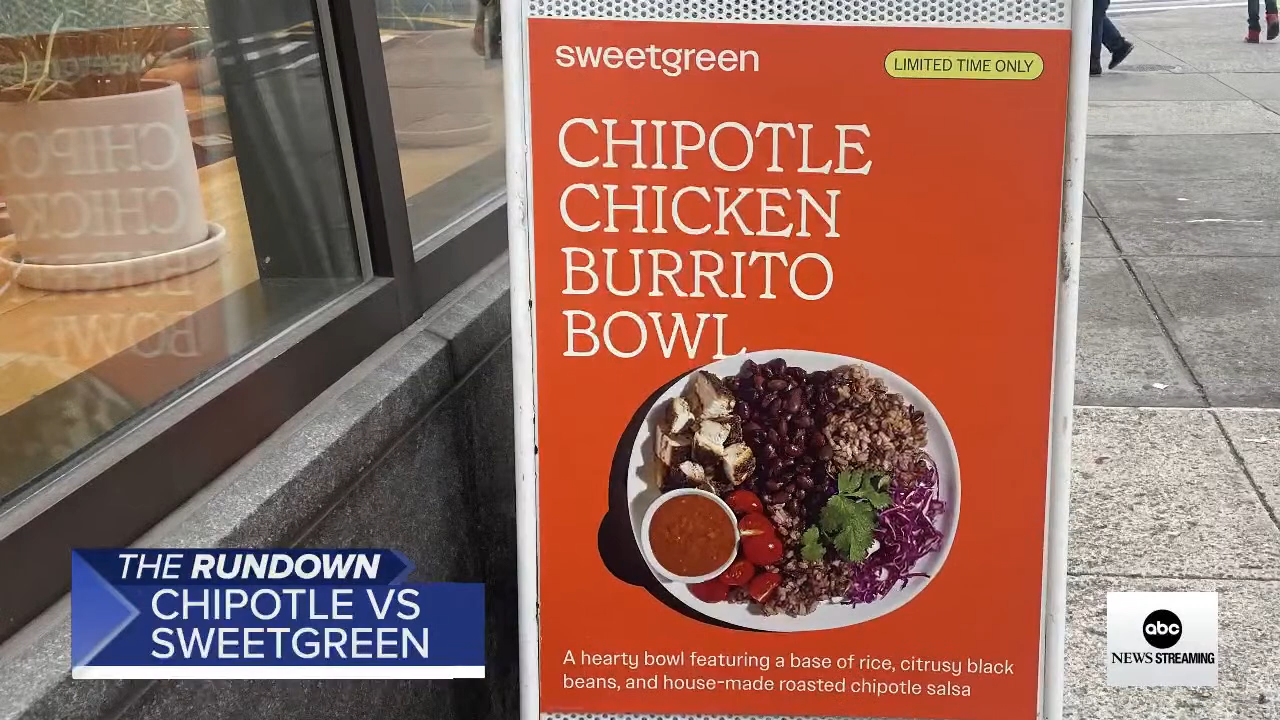 sweetgreen
LIMITED TIME ONLY
CHIPOTLE
CHICKEN
BURRITO
BOWL
A hearty bowl featuring a base of rice, citrusy black
beans, and house-made roasted chipotle salsa
THE RUNDOWN
CHIPOTLE VS
SWEETGREEN
abc
NEWS STREAMING